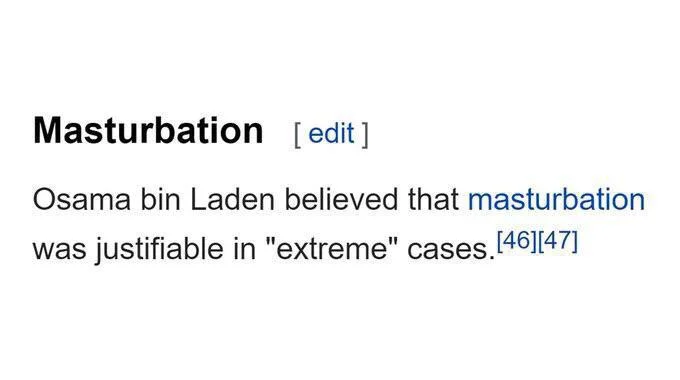 Masturbation [ edit ]
Osama bin Laden believed that masturbation
was justifiable in "extreme" cases.[46][47]